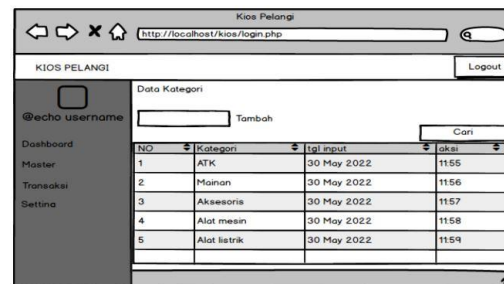 Kios Pelangi
http://localhost/kios/login.php
KIOS PELANGI
Logout
@echo username
Dashboard
Master
Transaksi
Setting
Data Kategori
Tambah
Cari
NO Kategori tgl input aksi
1 ATK 30 May 2022 11:55
2 Mainan 30 May 2022 11:56
3 Aksesoris 30 May 2022 11:57
4 Alat mesin 30 May 2022 11:58
5 Alat listrik 30 May 2022 11:59